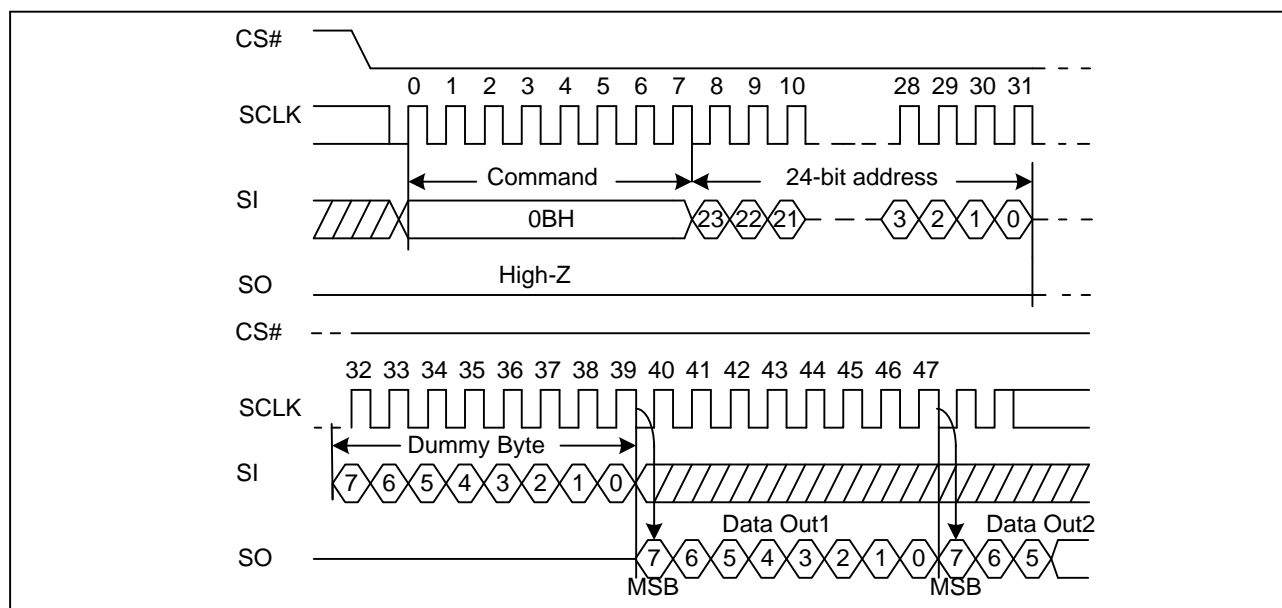 CS#
0 1 2 3 4 5 6 7 8 9 10 28 29 30 31
SCLK
Command 24-bit address
SI
0BH 23 22 21 3 2 1 0
High-Z
SO
CS#
32 33 34 35 36 37 38 39 40 41 42 43 44 45 46 47
SCLK
Dummy Byte
SI
7 6 5 4 3 2 1 0
Data Out1 Data Out2
SO
7 6 5 4 3 2 1 0 7 6 5
MSB MSB